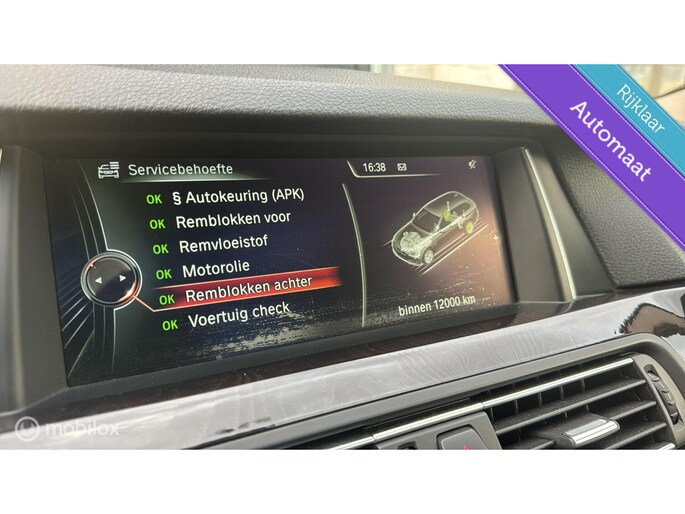 Rijklaar
Automaat
Servicebehoefte
16:38
OK § Autokeuring (APK)
OK Remblokken voor
OK Remvloeistof
OK Motorolie
OK Remblokken achter
OK Voertuig check
binnen 12000 km
mobilox